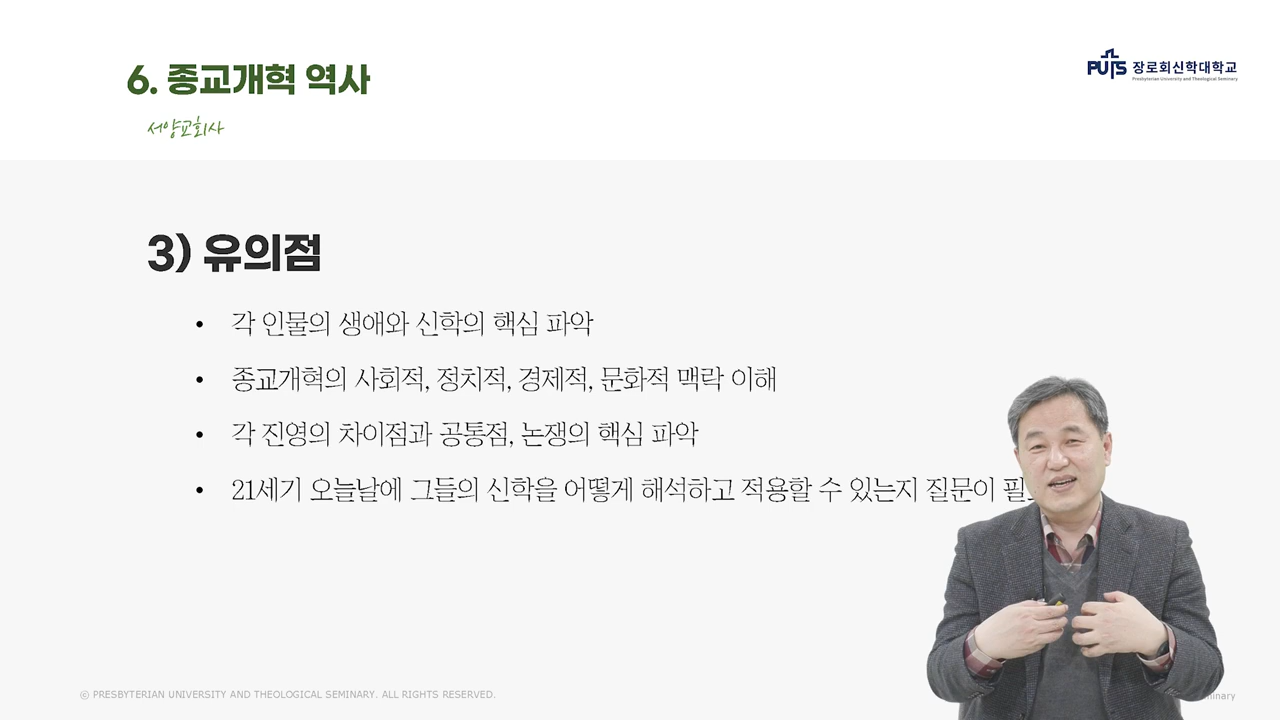 6. 종교개혁 역사
서양교회사
PUTS 장로회신학대학교
Presbyterian University and Theological Seminary
3) 유의점
• 각 인물의 생애와 신학의 핵심 파악
• 종교개혁의 사회적, 정치적, 경제적, 문화적 맥락 이해
• 각 진영의 차이점과 공통점, 논쟁의 핵심 파악
• 21세기 오늘날에 그들의 신학을 어떻게 해석하고 적용할 수 있는지 질문이
ⓒ PRESBYTERIAN UNIVERSITY AND THEOLOGICAL SEMINARY. ALL RIGHTS RESERVED.